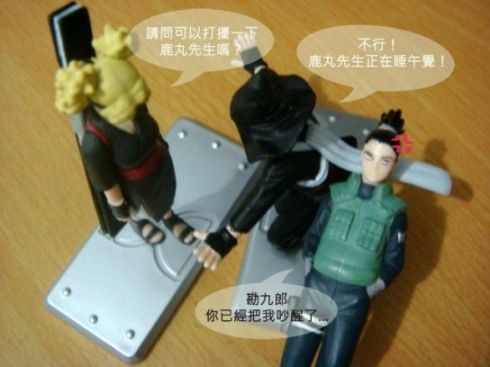 請問可以打擾一下
鹿丸先生嗎？
不行！
鹿丸先生正在睡午覺！
勘九郎
你已經把我吵醒了...